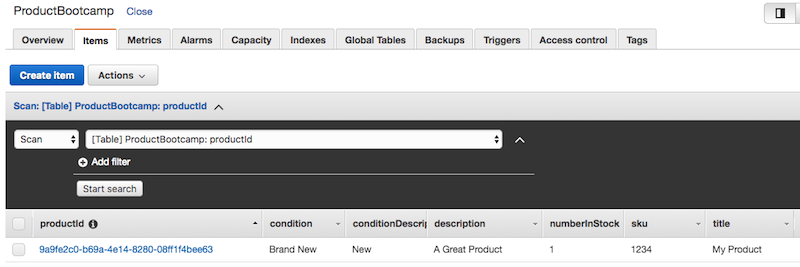 ProductBootcamp Close
Overview Items Metrics Alarms Capacity Indexes Global Tables Backups Triggers Access control Tags
Create item Actions
Scan: [Table] ProductBootcamp: productId
Scan [Table] ProductBootcamp: productId
Add filter
Start search
productId condition conditionDescrip description numberInStock sku title
9a9fe2c0-b69a-4e14-8280-08ff1f4bee63 Brand New New A Great Product 1 1234 My Product